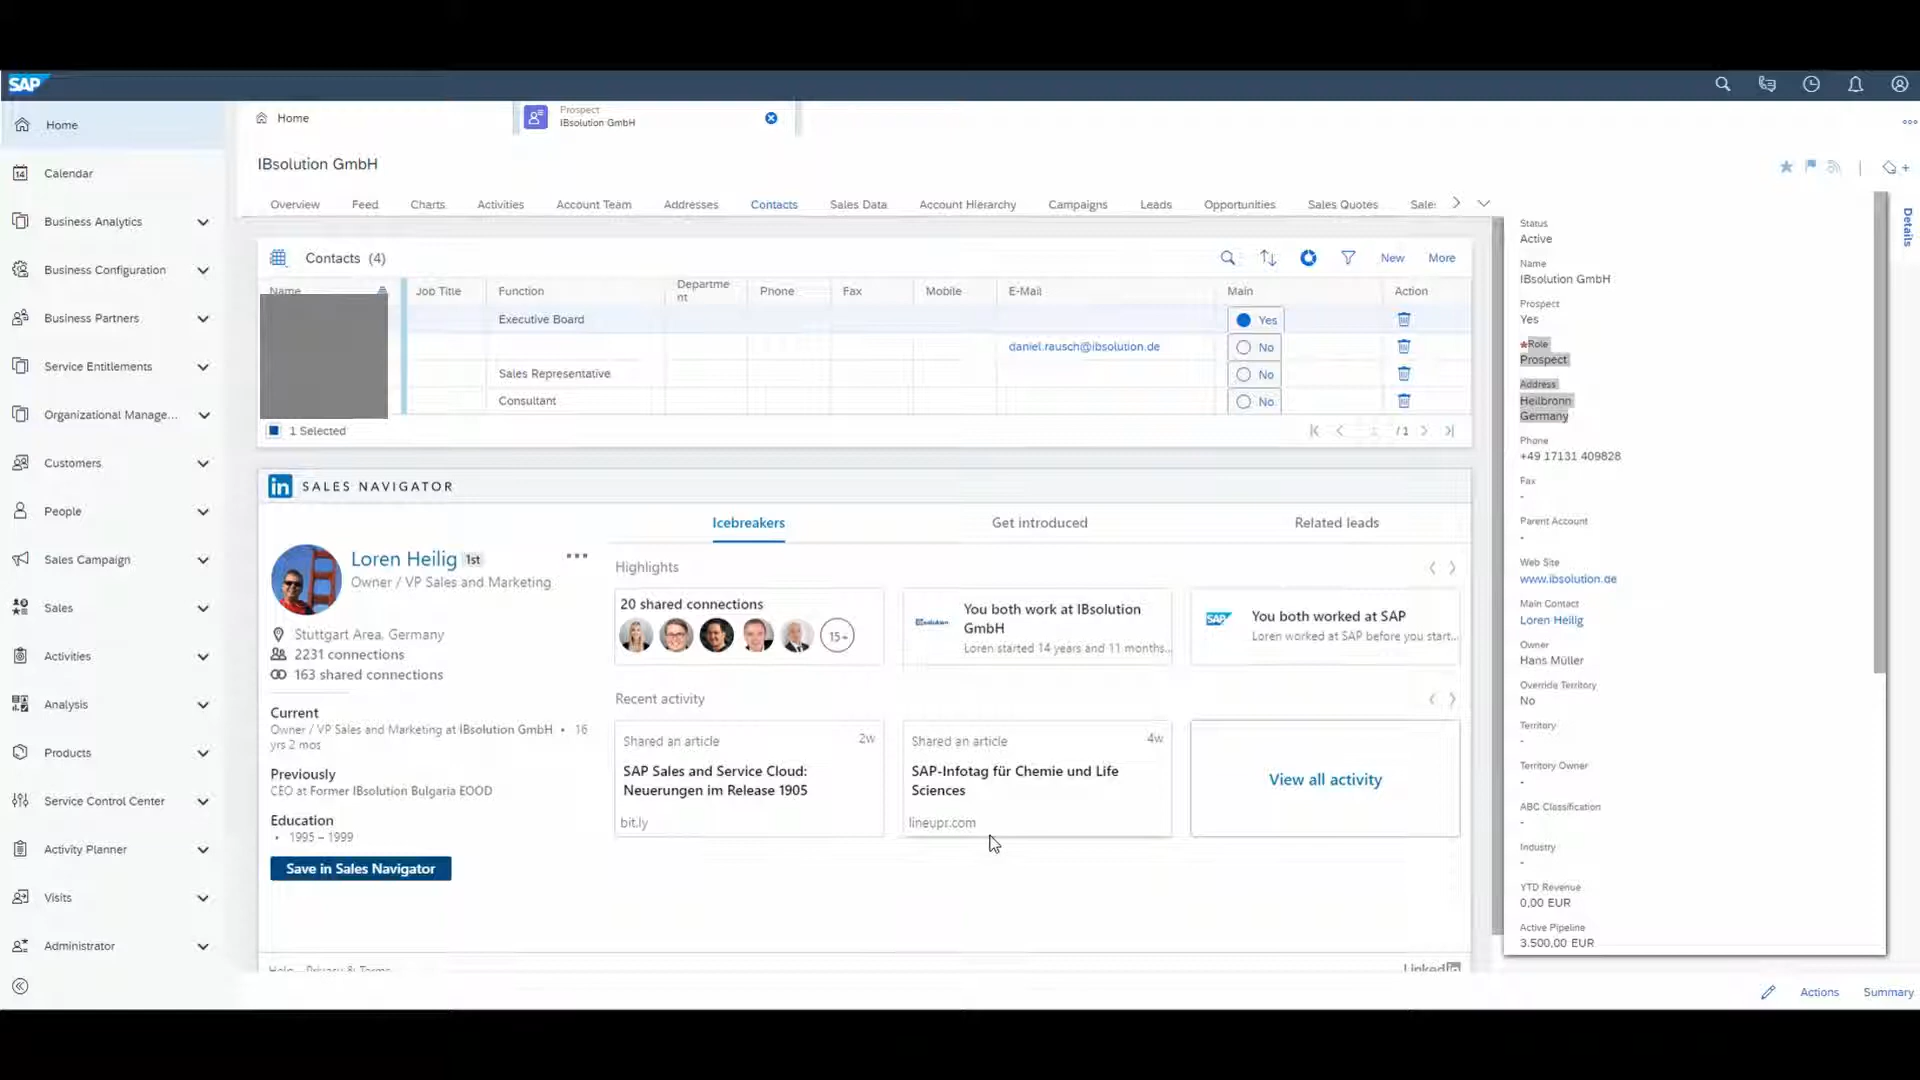 SAP
Home
Calendar
Business Analytics
Business Configuration
Business Partners
Service Entitlements
Organizational Manage...
Customers
People
Sales Campaign
Sales
Activities
Analysis
Products
Service Control Center
Activity Planner
Visits
Administrator
Home
Prospect
IBsolution GmbH
IBsolution GmbH
Overview Feed Charts Activities Account Team Addresses Contacts Sales Data Account Hierarchy Campaigns Leads Opportunities Sales Quotes Sale:
Contacts (4)
New More
Name Job Title Function Departme
nt Phone Fax Mobile E-Mail Main Action
Executive Board Yes
daniel.rausch@ibsolution.de No
Sales Representative No
Consultant No
1 Selected
/ 1
in SALES NAVIGATOR
Icebreakers Get introduced Related leads
Loren Heilig 1st
Owner / VP Sales and Marketing
Stuttgart Area, Germany
2231 connections
163 shared connections
Current
Owner / VP Sales and Marketing at IBsolution GmbH • 16
yrs 2 mos
Previously
CEO at Former IBsolution Bulgaria EOOD
Education
• 1995 – 1999
Save in Sales Navigator
Highlights
20 shared connections
15+
You both work at IBsolution
GmbH
Loren started 14 years and 11 months...
SAP
You both worked at SAP
Loren worked at SAP before you start...
Recent activity
Shared an article 2w
SAP Sales and Service Cloud:
Neuerungen im Release 1905
bit.ly
Shared an article 4w
SAP-Infotag für Chemie und Life
Sciences
lineupr.com
View all activity
Help Privacy & Terms
Linked in
Details
Status
Active
Name
IBsolution GmbH
Prospect
Yes
*Role
Prospect
Address
Heilbronn
Germany
Phone
+49 17131 409828
Fax
-
Parent Account
-
Web Site
www.ibsolution.de
Main Contact
Loren Heilig
Owner
Hans Müller
Override Territory
No
Territory
-
Territory Owner
-
ABC Classification
-
Industry
-
YTD Revenue
0,00 EUR
Active Pipeline
3.500,00 EUR
Actions Summary